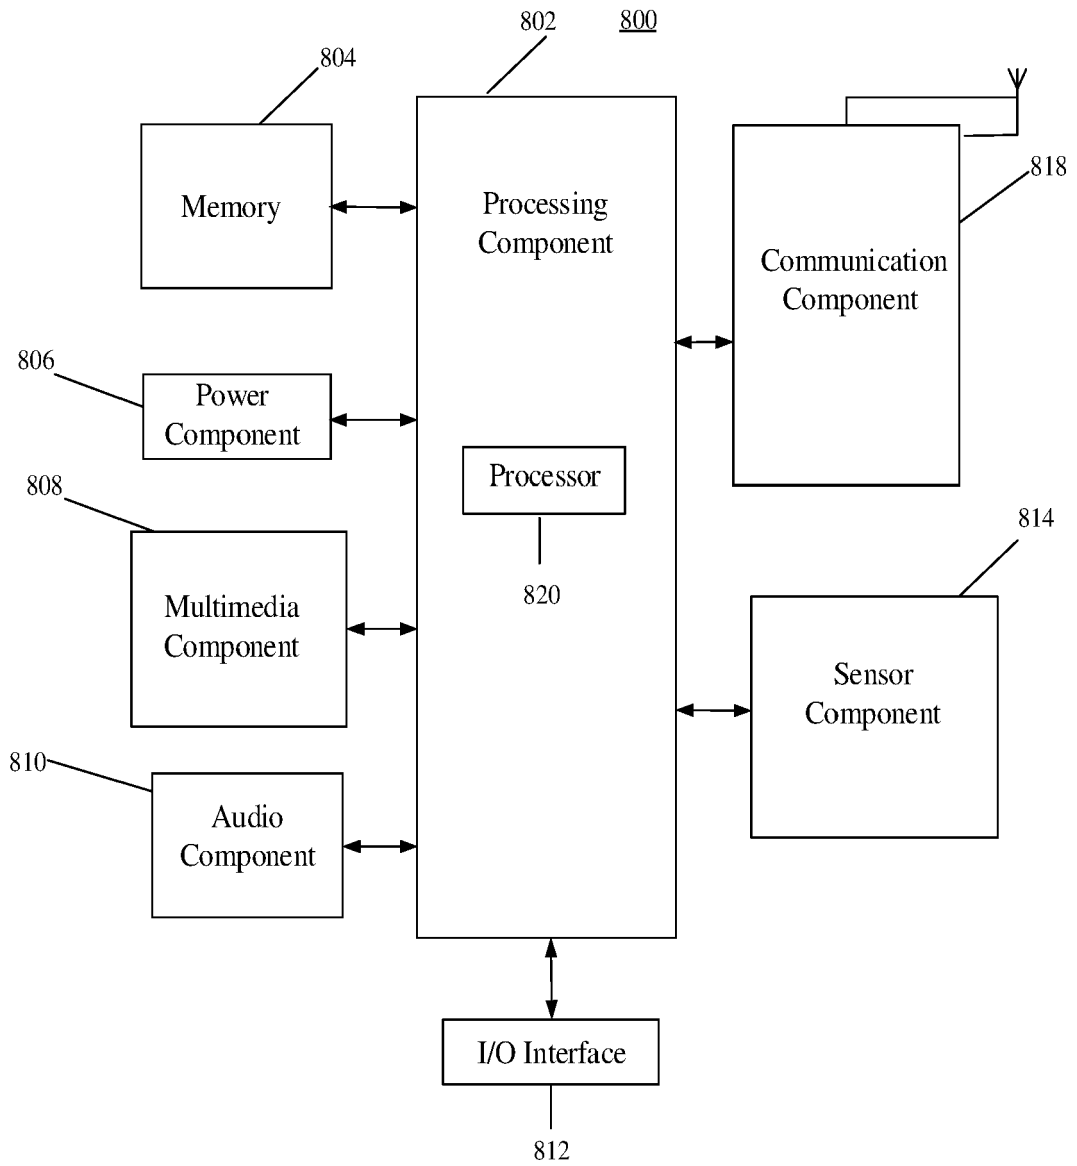 802
800
804
Memory
Processing
Component
818
Communication
Component
806
Power
Component
Processor
820
808
Multimedia
Component
814
Sensor
Component
810
Audio
Component
I/O Interface
812